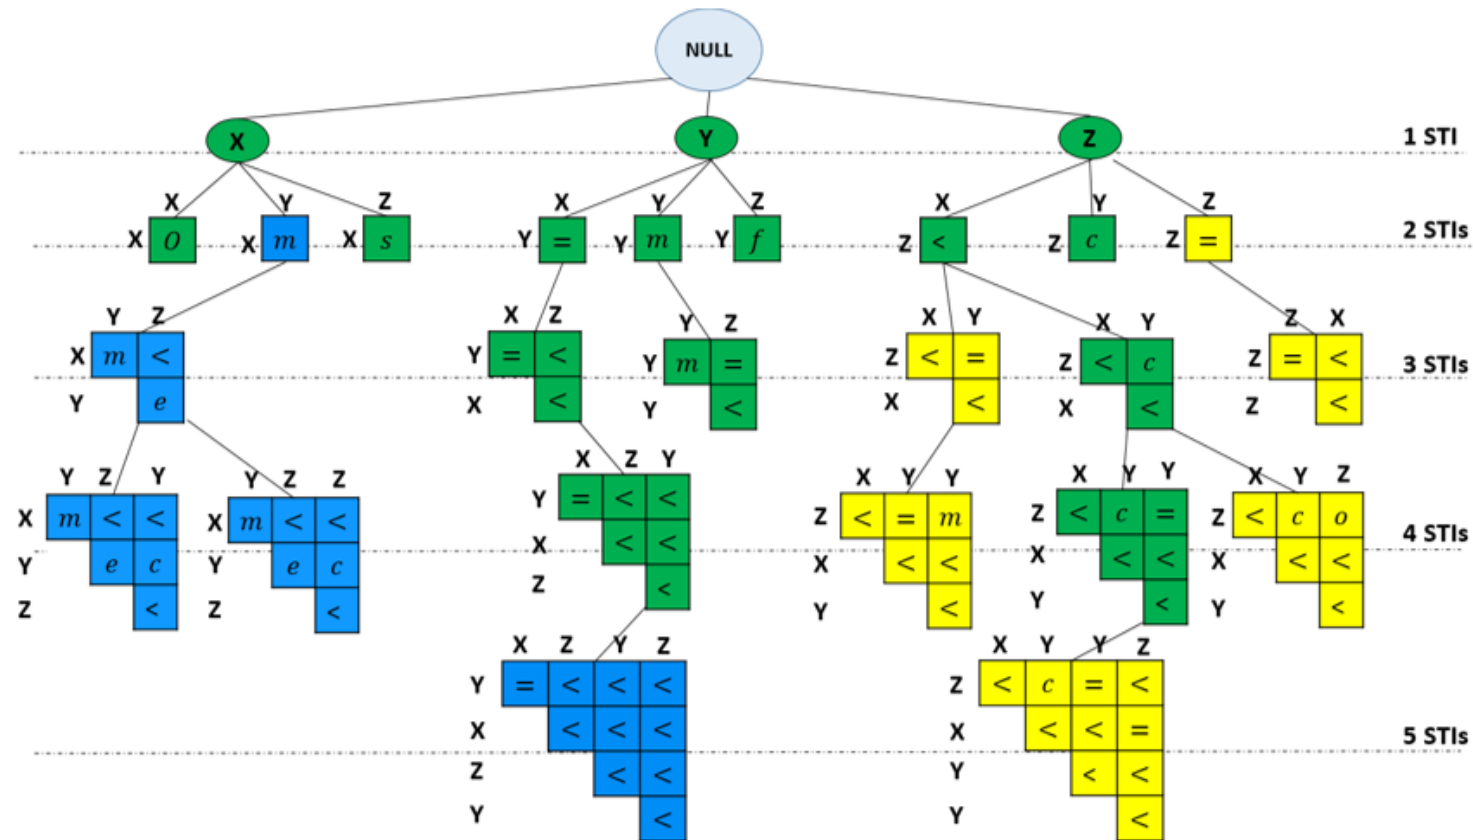 NULL
X Y Z 1 STI
X Y Z X Y Z X Y Z
X O X m X s Y = Y m Y f Z < Z c Z = 2 STIs
Y Z X Z Y Z X Y X Y Z X
X m < Y = < Y m = Z < = Z < c Z = < 3 STIs
Y e X < Y < X < X < Z <
Y Z Y Y Z Z X Z Y X Y Y X Y Y X Y Z
X m < < X m < < Y = < < Z < = m Z < c = Z < c o 4 STIs
Y e c Y e c X < < X < < X < < X < <
Z < Z < Z < Y < Y < Y <
X Z Y Z X Y Y Z
Y = < < < Z < c = <
X < < < X < < = 5 STIs
Z < < Y < <
Y < Y <